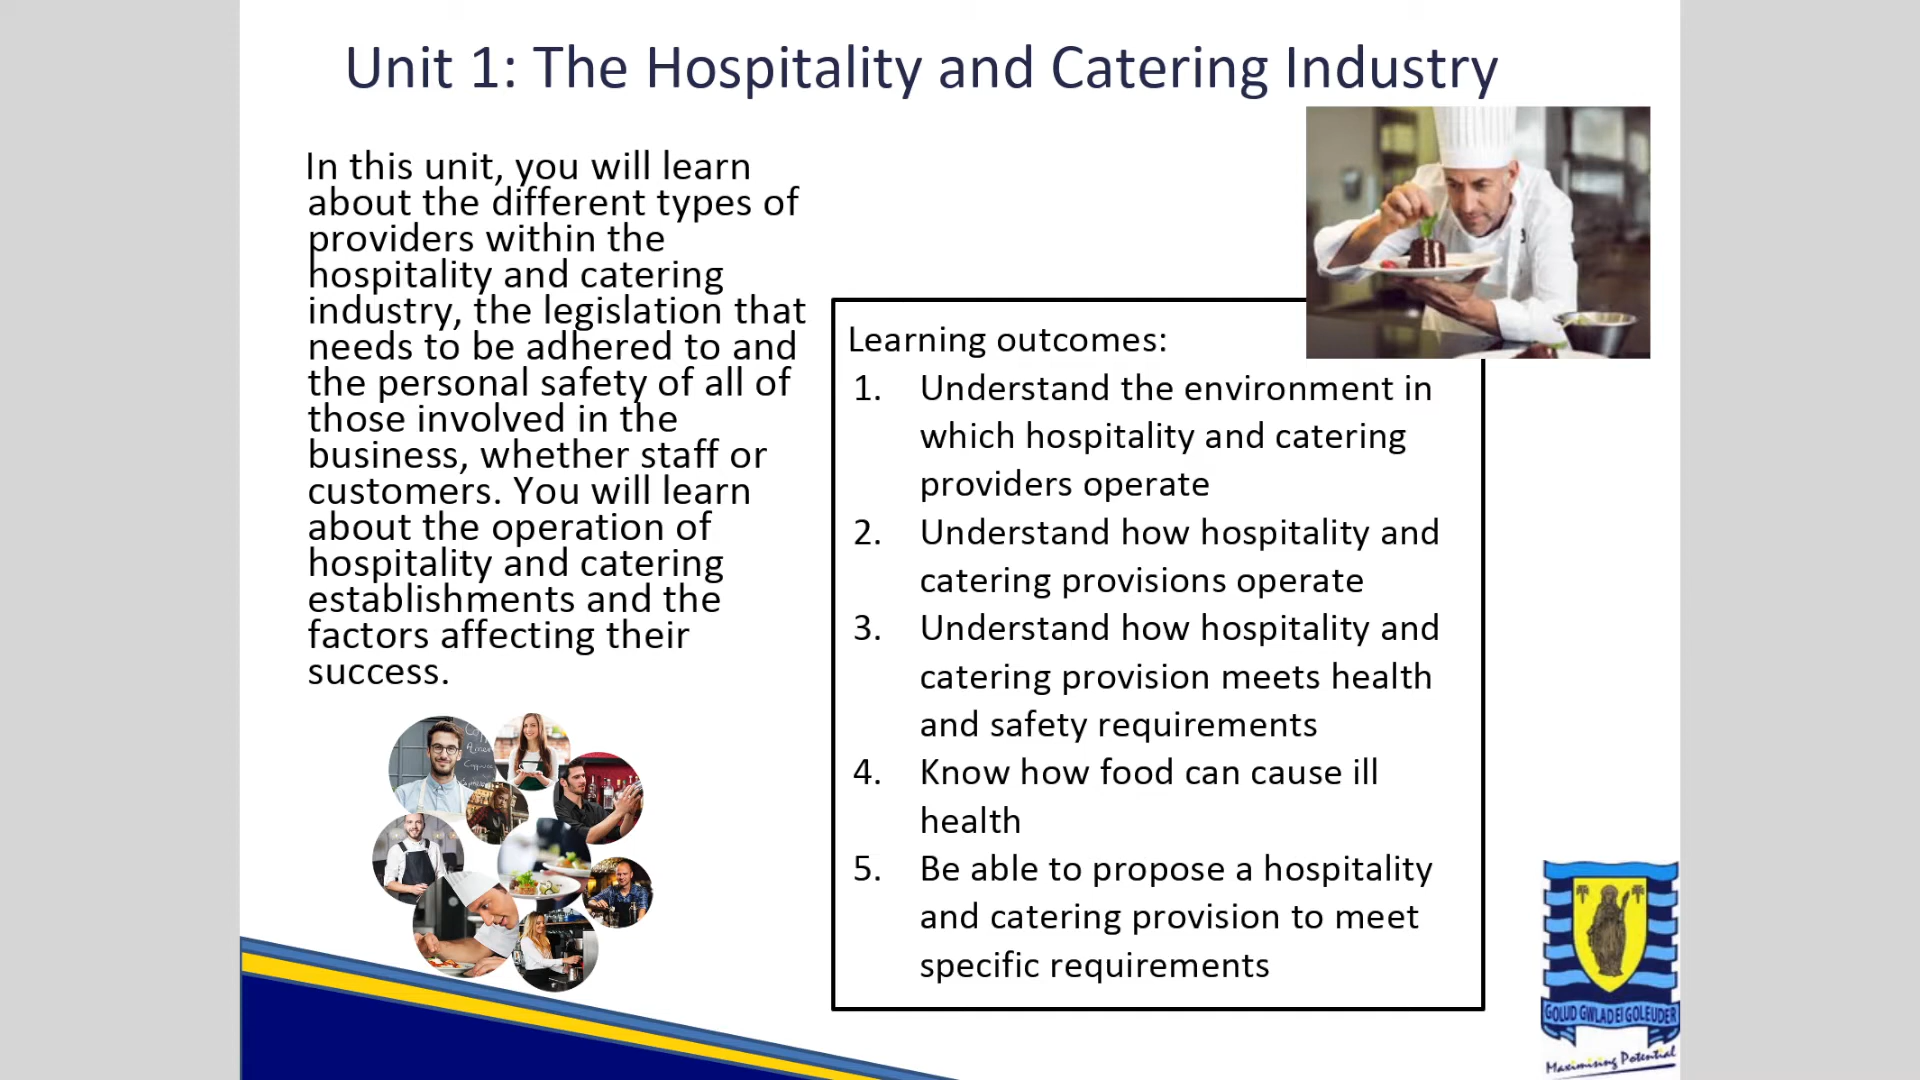 Unit 1: The Hospitality and Catering Industry
In this unit, you will learn
about the different types of
providers within the
hospitality and catering
industry, the legislation that
needs to be adhered to and
the personal safety of all of
those involved in the
business, whether staff or
customers. You will learn
about the operation of
hospitality and catering
establishments and the
factors affecting their
success.
Learning outcomes:
1. Understand the environment in
which hospitality and catering
providers operate
2. Understand how hospitality and
catering provisions operate
3. Understand how hospitality and
catering provision meets health
and safety requirements
4. Know how food can cause ill
health
5. Be able to propose a hospitality
and catering provision to meet
specific requirements
GOLUD GWLAD EI GOLEUDER
Maximising Potential